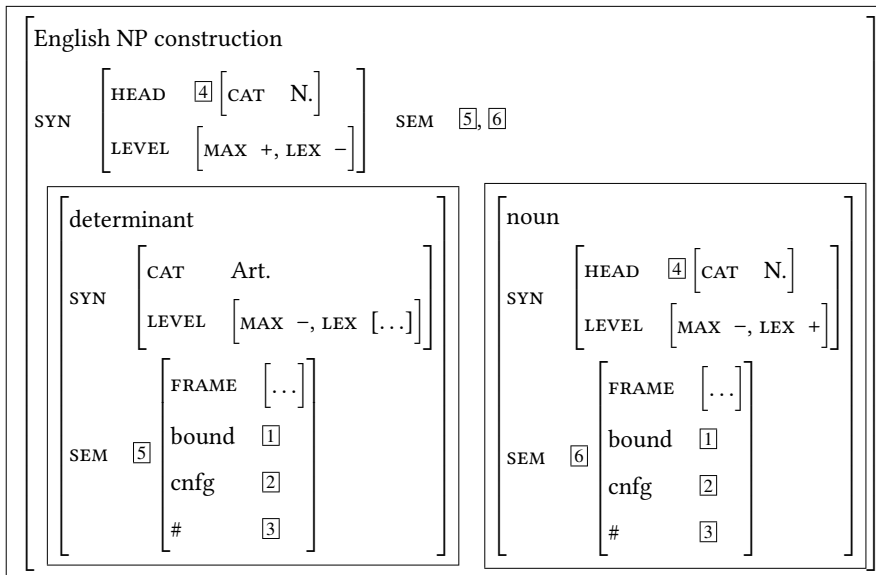 English NP construction
SYN HEAD 4 CAT N.
LEVEL MAX +, LEX −
SEM 5, 6
determinant
SYN CAT Art.
LEVEL MAX −, LEX [...]
SEM 5 FRAME [...]
bound 1
cnfg 2
# 3
noun
SYN HEAD 4 CAT N.
LEVEL MAX −, LEX +
SEM 6 FRAME [...]
bound 1
cnfg 2
# 3